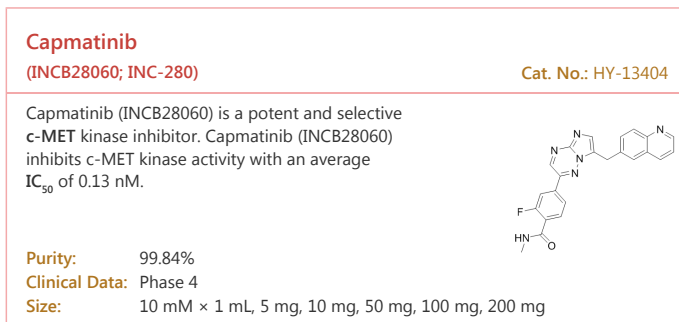 Capmatinib
(INCB28060; INC-280)
Cat. No.: HY-13404
Capmatinib (INCB28060) is a potent and selective
c-MET kinase inhibitor. Capmatinib (INCB28060)
inhibits c-MET kinase activity with an average
IC50 of 0.13 nM.
N
N
N
N
N
N
F
HN
O
Purity: 99.84%
Clinical Data: Phase 4
Size: 10 mM × 1 mL, 5 mg, 10 mg, 50 mg, 100 mg, 200 mg